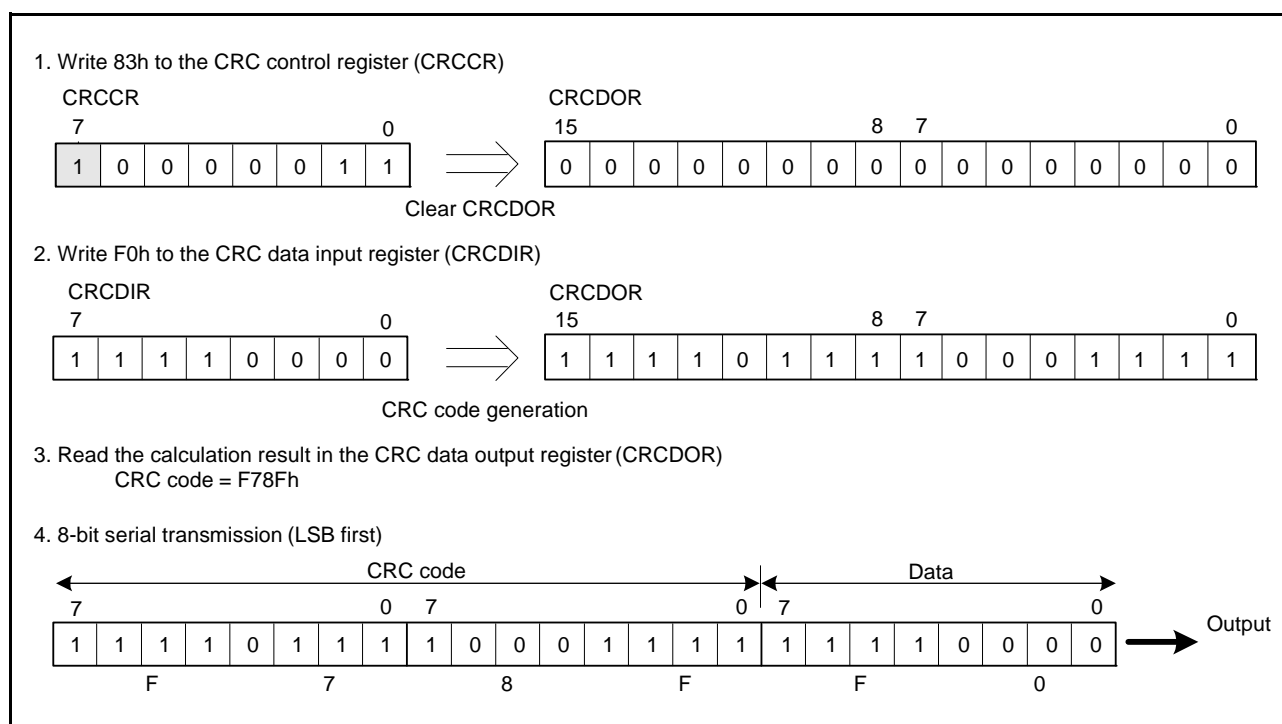 1. Write 83h to the CRC control register (CRCCR)
CRCCR CRCDOR
7 0 15 8 7 0
1 0 0 0 0 0 1 1 0 0 0 0 0 0 0 0 0 0 0 0 0 0 0 0
Clear CRCDOR
2. Write F0h to the CRC data input register (CRCDIR)
CRCDIR CRCDOR
7 0 15 8 7 0
1 1 1 1 0 0 0 0 1 1 1 1 0 1 1 1 1 0 0 0 1 1 1 1
CRC code generation
3. Read the calculation result in the CRC data output register (CRCDOR)
CRC code = F78Fh
4. 8-bit serial transmission (LSB first)
CRC code Data
7 0 7 0 7 0
1 1 1 1 0 1 1 1 1 0 0 0 1 1 1 1 1 1 1 1 0 0 0 0 Output
F 7 8 F F 0